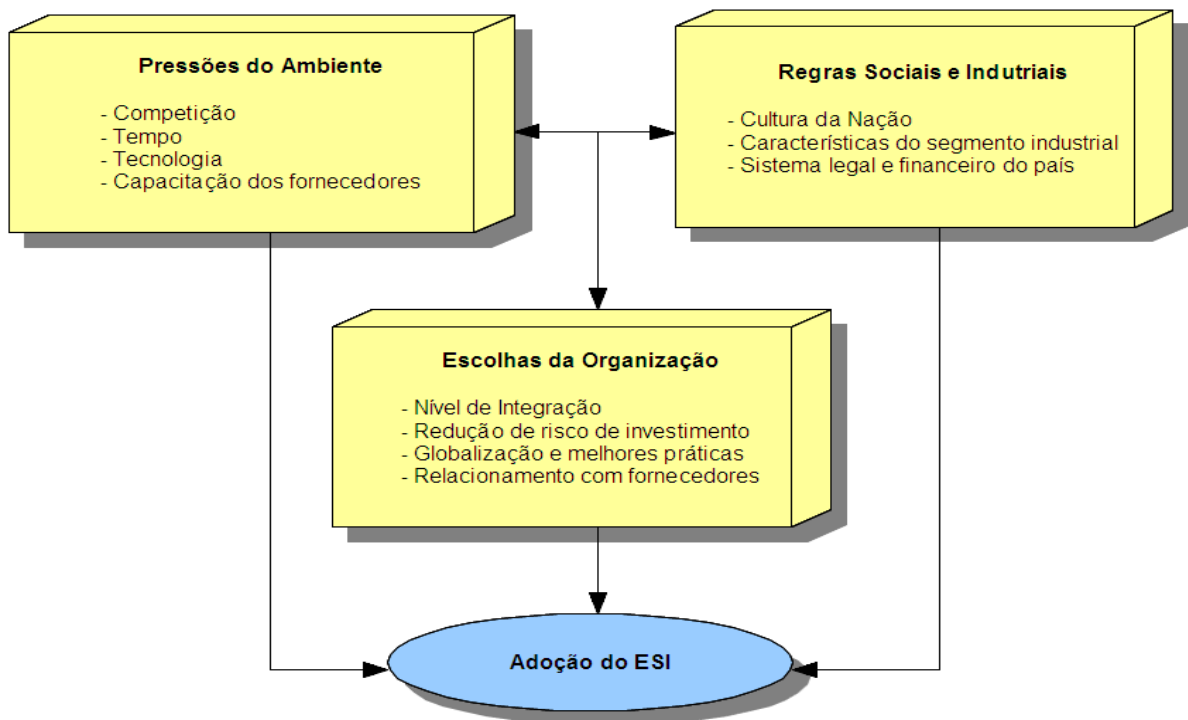 Pressões do Ambiente
- Competição
- Tempo
- Tecnologia
- Capacitação dos fornecedores
Regras Sociais e Indutriais
- Cultura da Nação
- Características do segmento industrial
- Sistema legal e financeiro do país
Escolhas da Organização
- Nível de Integração
- Redução de risco de investimento
- Globalização e melhores práticas
- Relacionamento com fornecedores
Adoção do ESI